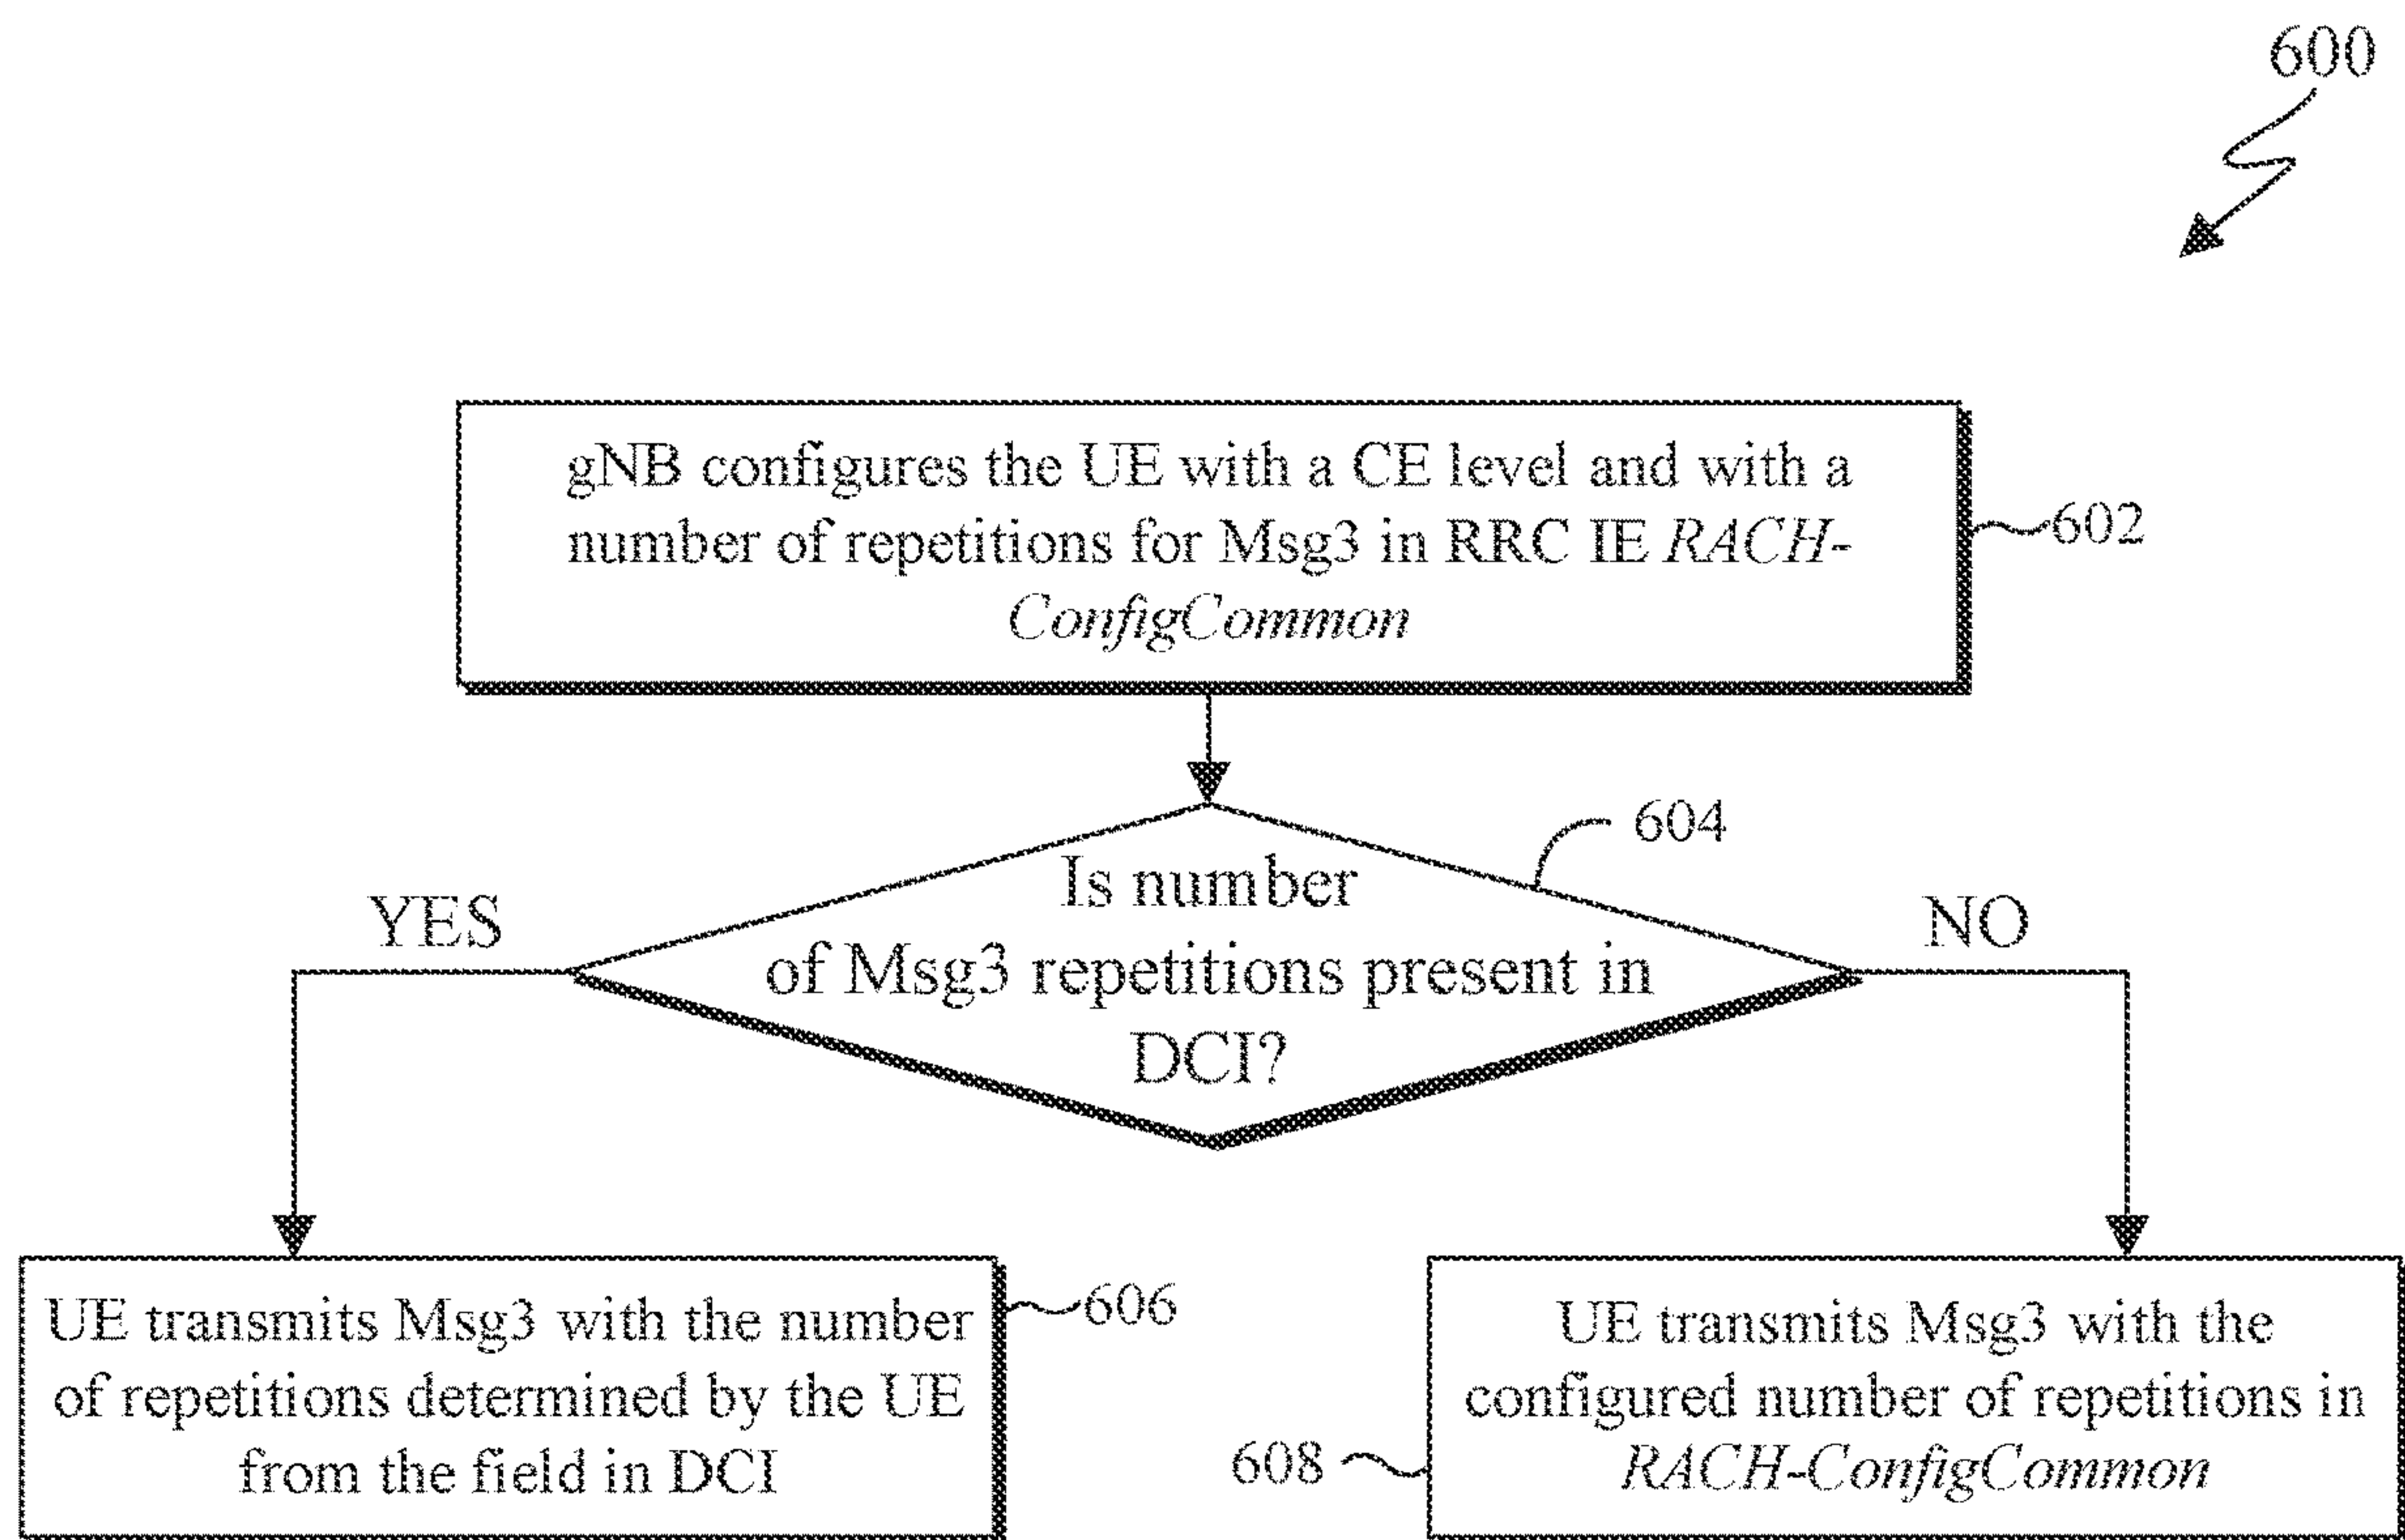 600
gNB configures the UE with a CE level and with a
number of repetitions for Msg3 in RRC IE RACH-
ConfigCommon
602
604
Is number
of Msg3 repetitions present in
DCI?
YES
NO
UE transmits Msg3 with the number
of repetitions determined by the UE
from the field in DCI
606
UE transmits Msg3 with the
configured number of repetitions in
RACH-ConfigCommon
608